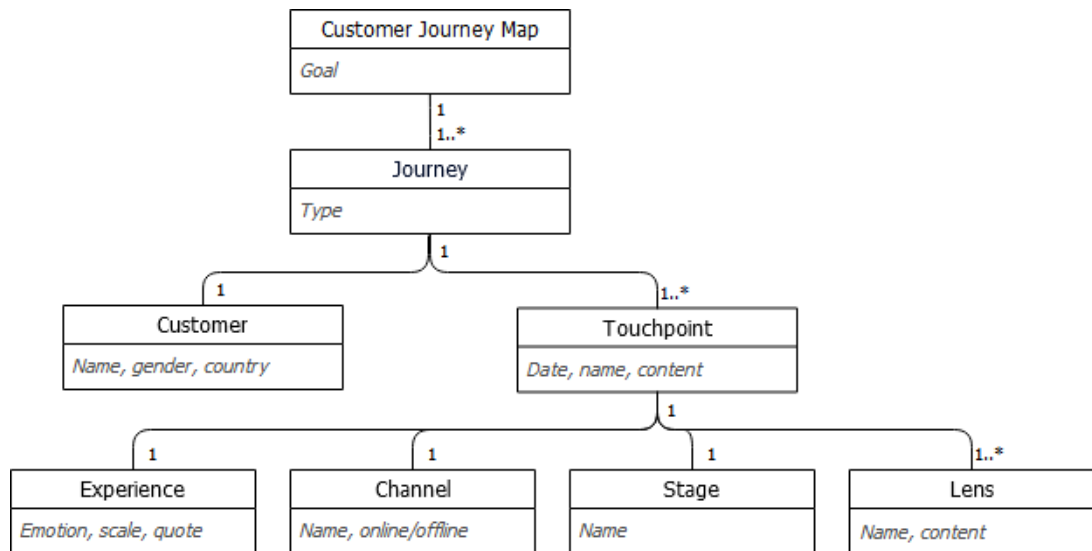 Customer Journey Map
Goal
1
1..*
Journey
Type
1
1
1..*
Customer
Name, gender, country
Touchpoint
Date, name, content
1
1
1
1
1..*
Experience
Emotion, scale, quote
Channel
Name, online/offline
Stage
Name
Lens
Name, content